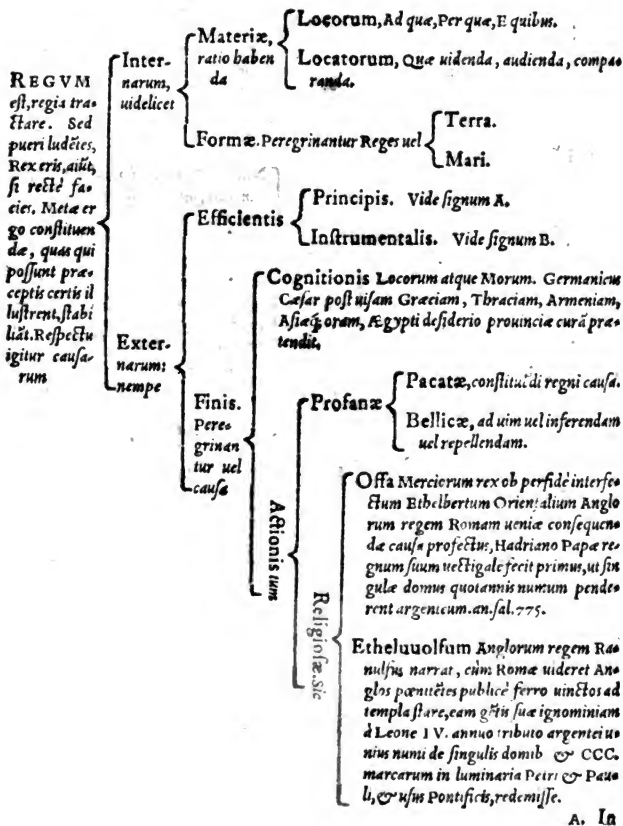 REGVM
est, regia tra-
ctare. Sed
pueri ludẽtes,
Rex eris, aiũt,
si rectè fa-
cies. Metæ er
go constituen
dæ, quas qui
possunt præ-
ceptis certis il
lustrent, stabi
liãt. Respectu
igitur causa-
rum
Inter-
narum,
uidelicet
Materiæ,
ratio haben
da
Locorum, Ad quæ, Per quæ, E quibus.
Locatorum, Quæ uidenda, audienda, compa-
randa.
Formæ. Peregrinantur Reges uel
Terra.
Mari.
Exter-
narum:
nempe
Efficientis
Principis. Vide signum A.
Instrumentalis. Vide signum B.
Finis.
Pere-
grinan
tur uel
causa
Cognitionis Locorum atque Morum. Germanicus
Cæsar post uisam Græciam, Thraciam, Armeniam,
Asiæq; oram, Ægypti desiderio prouinciæ curã præ-
tendit.
Actionis tum
Profanæ
Pacatæ, constituẽdi regni causa.
Bellicæ, ad uim uel inferendam
uel repellendam.
Religiosæ. Sic
Offa Merciorum rex ob perfidè interfe-
ctum Ethelbertum Orientalium Anglo
rum regem Romam ueniæ consequen-
dæ causa profectus, Hadriano Papæ re-
gnum suum uectigale fecit primus, ut sin
gulæ domus quotannis numum pende-
rent argenteum. an. sal. 775.
Etheluuolfum Anglorum regem Ra-
nulfus narrat, cùm Romæ uideret An-
glos pœnitẽtes publicè ferro uinctos ad
templa stare, eam gẽtis suæ ignominiam
à Leone IV. annuo tributo argentei u-
nius numi de singulis domib & CCC.
marcarum in luminaria Petri & Pau-
li, & usus Pontificis, redemisse.
A. In